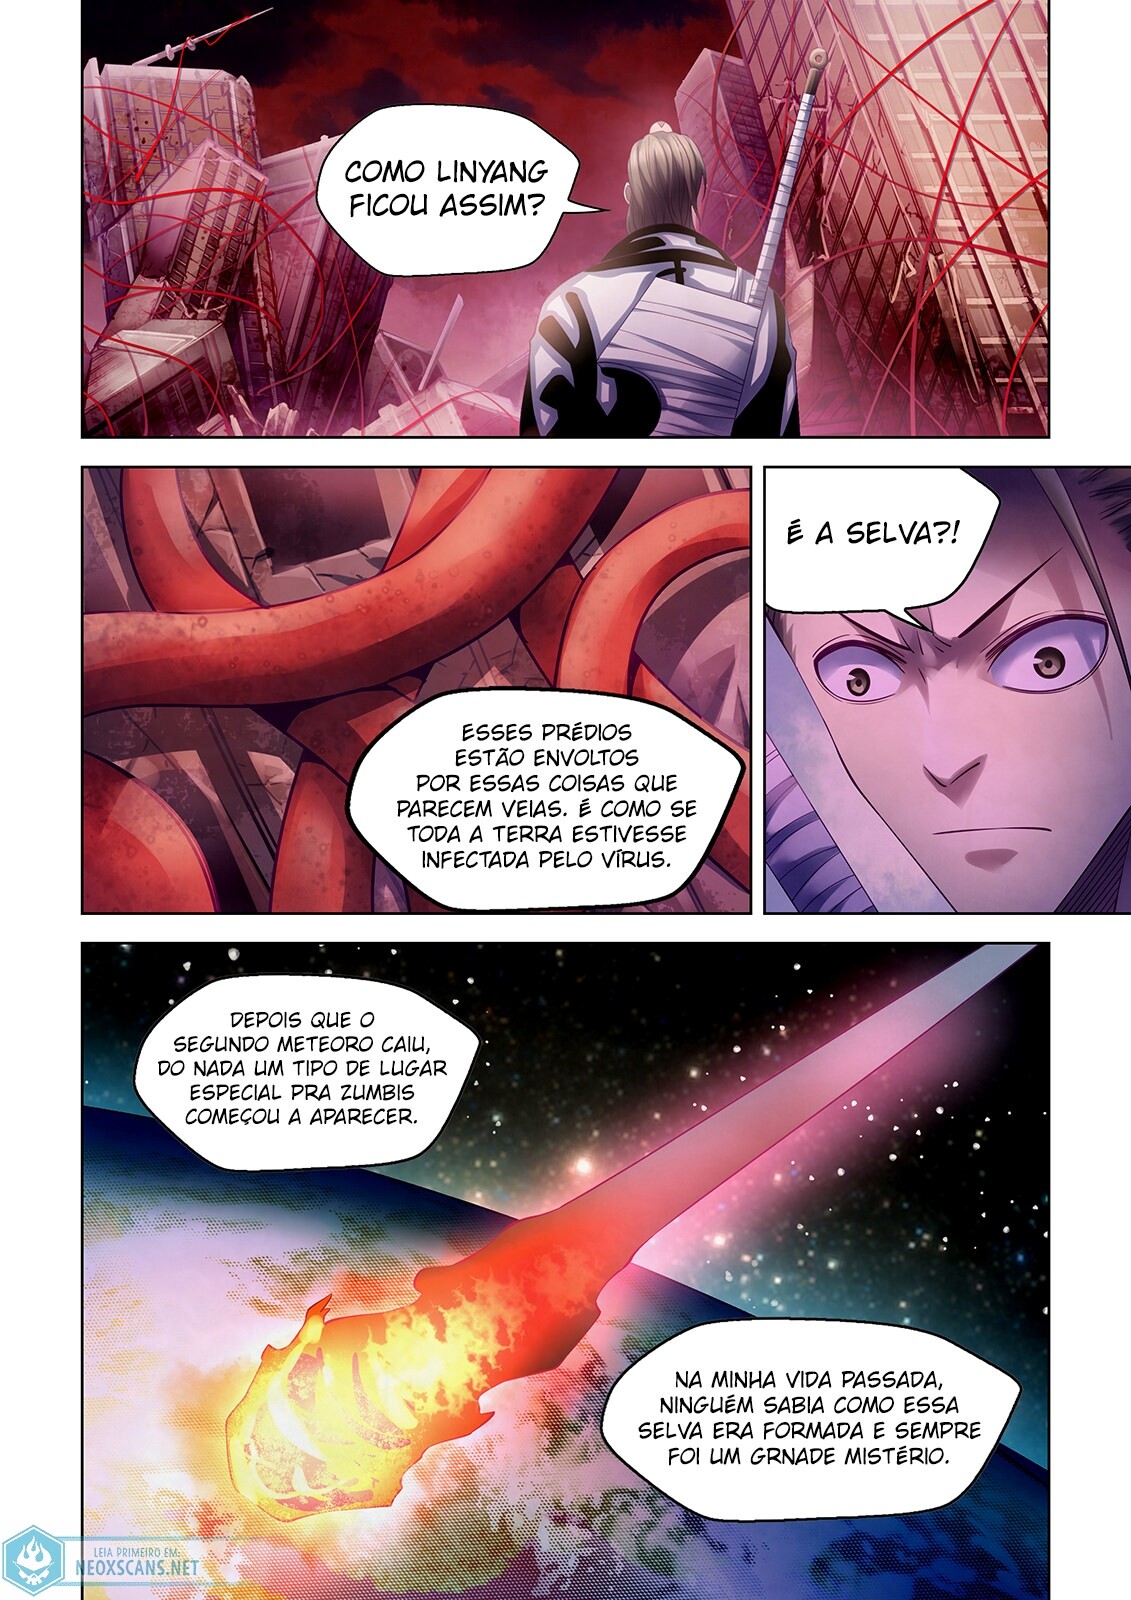 COMO LINYANG
FICOU ASSIM?
É A SELVA?!
ESSES PRÉDIOS
ESTÃO ENVOLTOS
POR ESSAS COISAS QUE
PARECEM VEIAS. É COMO SE
TODA A TERRA ESTIVESSE
INFECTADA PELO VÍRUS.
DEPOIS QUE O
SEGUNDO METEORO CAIU,
DO NADA UM TIPO DE LUGAR
ESPECIAL PRA ZUMBIS
COMEÇOU A APARECER.
NA MINHA VIDA PASSADA,
NINGUÉM SABIA COMO ESSA
SELVA ERA FORMADA E SEMPRE
FOI UM GRNADE MISTÉRIO.
LEIA PRIMEIRO EM:
NEOXSCANS.NET